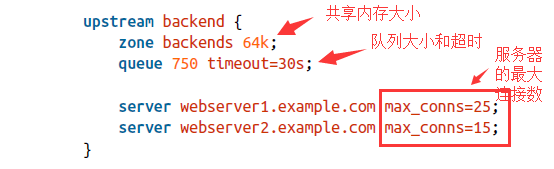 upstream backend {
共享内存大小
zone backends 64k;
队列大小和超时
queue 750 timeout=30s;
服务器
的最大
连接数
server webserver1.example.com max_conns=25;
server webserver2.example.com max_conns=15;
}